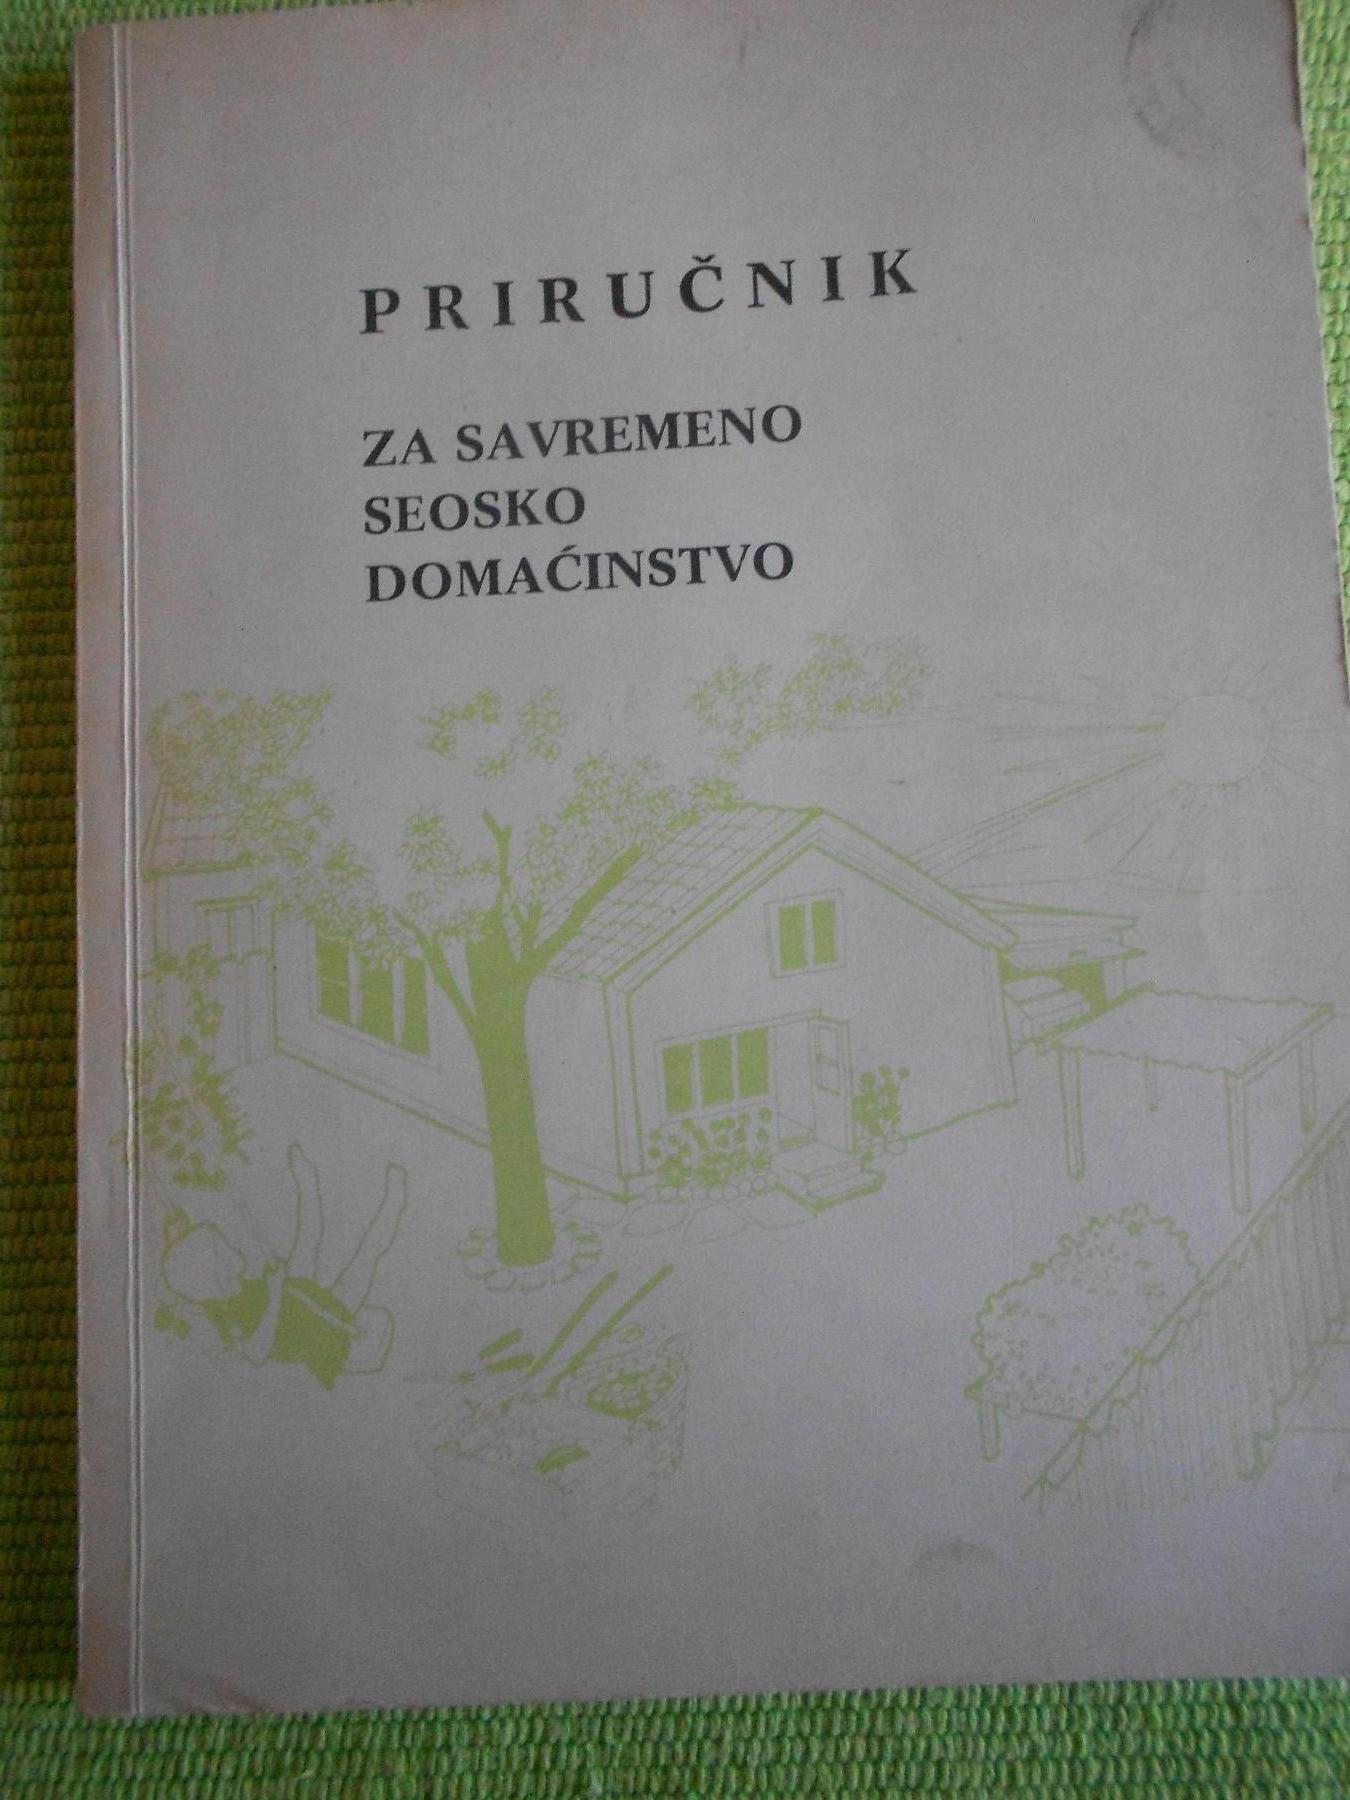 PRIRUČNIK
ZA SAVREMENO
SEOSKO
DOMAĆINSTVO